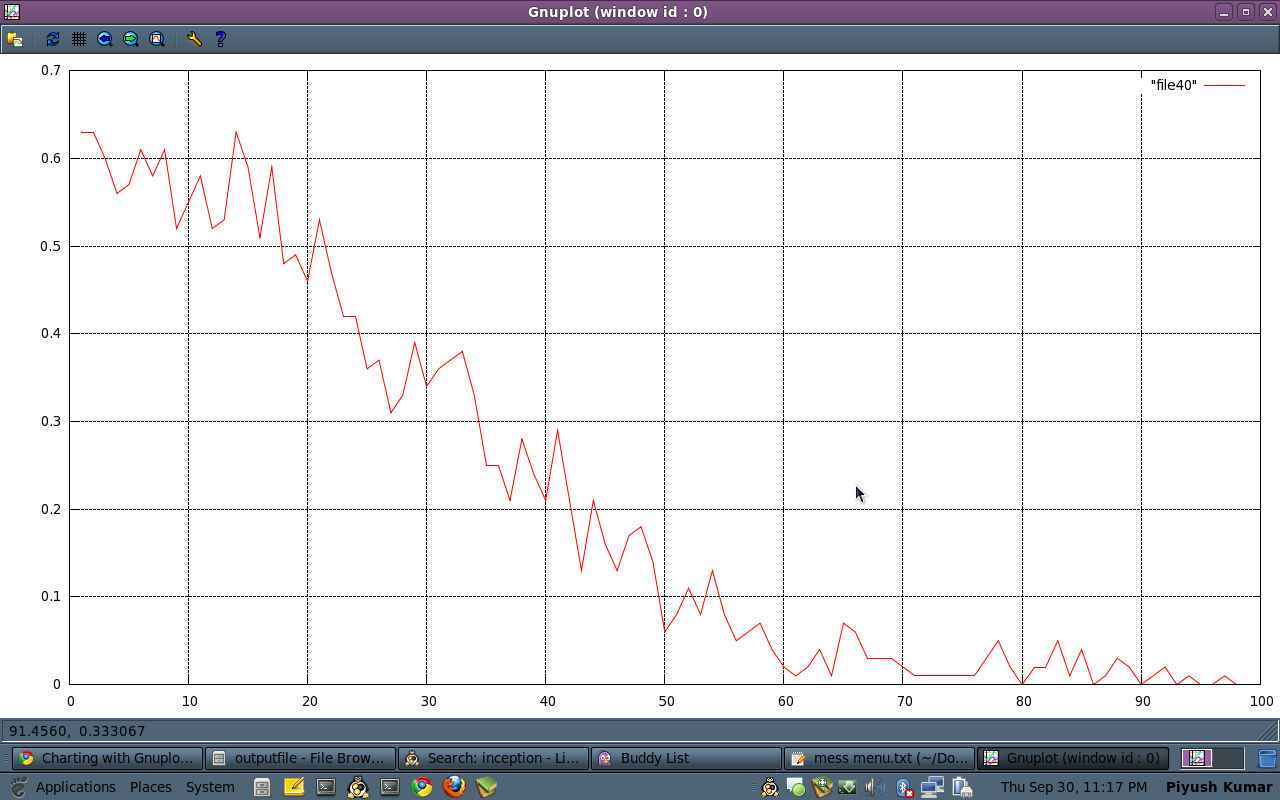 Gnuplot (window id : 0)
0.7
"file40"
0.6
0.5
0.4
0.3
0.2
0.1
0
0 10 20 30 40 50 60 70 80 90 100
91.4560, 0.333067
Charting with Gnuplo... outputfile - File Brow... Search: inception - Li... Buddy List mess menu.txt (~/Do... Gnuplot (window id : 0)
Applications Places System Thu Sep 30, 11:17 PM Piyush Kumar